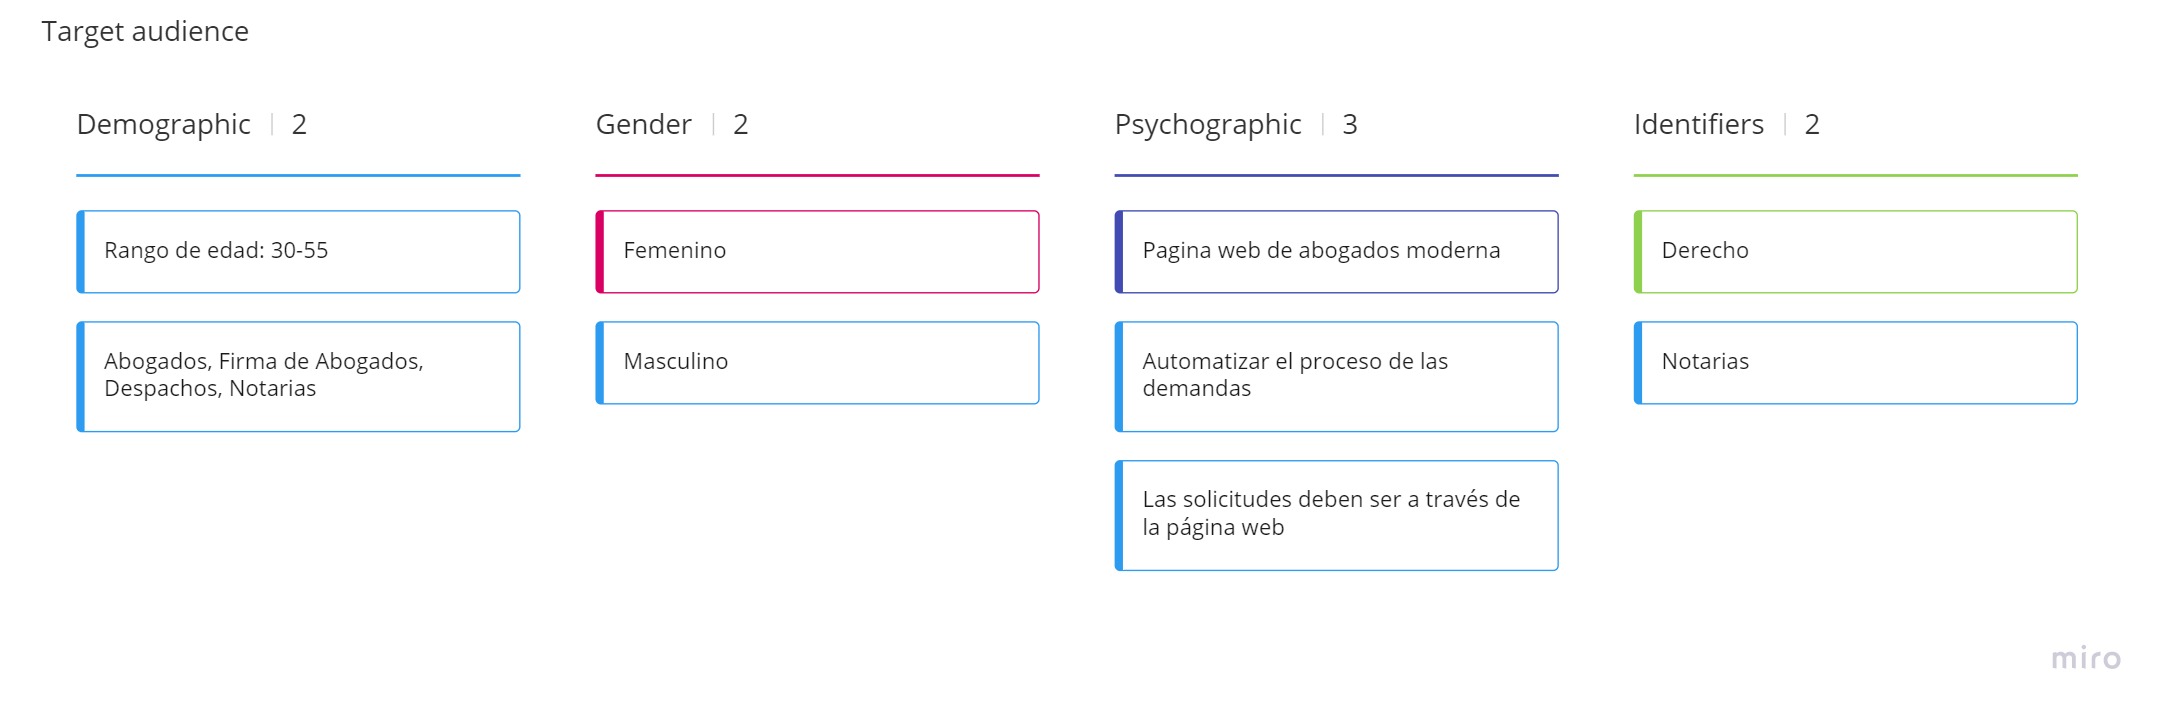 Target audience
Demographic | 2
Rango de edad: 30-55
Abogados, Firma de Abogados,
Despachos, Notarias
Gender | 2
Femenino
Masculino
Psychographic | 3
Pagina web de abogados moderna
Automatizar el proceso de las
demandas
Las solicitudes deben ser a través de
la página web
Identifiers | 2
Derecho
Notarias
miro